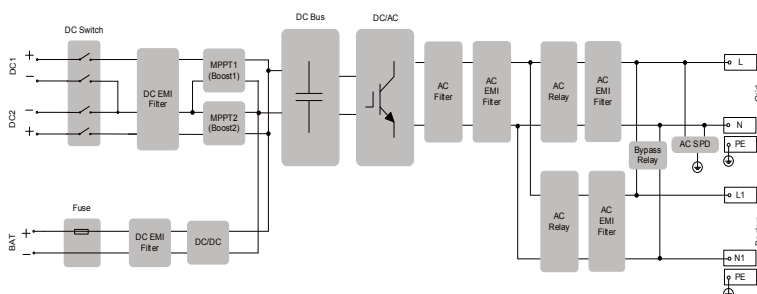 DC Switch
DC Bus
DC/AC
DC1
+
−
DC2
−
+
DC EMI
Filter
MPPT1
(Boost1)
MPPT2
(Boost2)
AC
Filter
AC
EMI
Filter
AC
Relay
AC
EMI
Filter
L
N
PE
Bypass
Relay
AC SPD
Fuse
BAT
+
−
DC EMI
Filter
DC/DC
AC
Relay
AC
EMI
Filter
L1
N1
PE